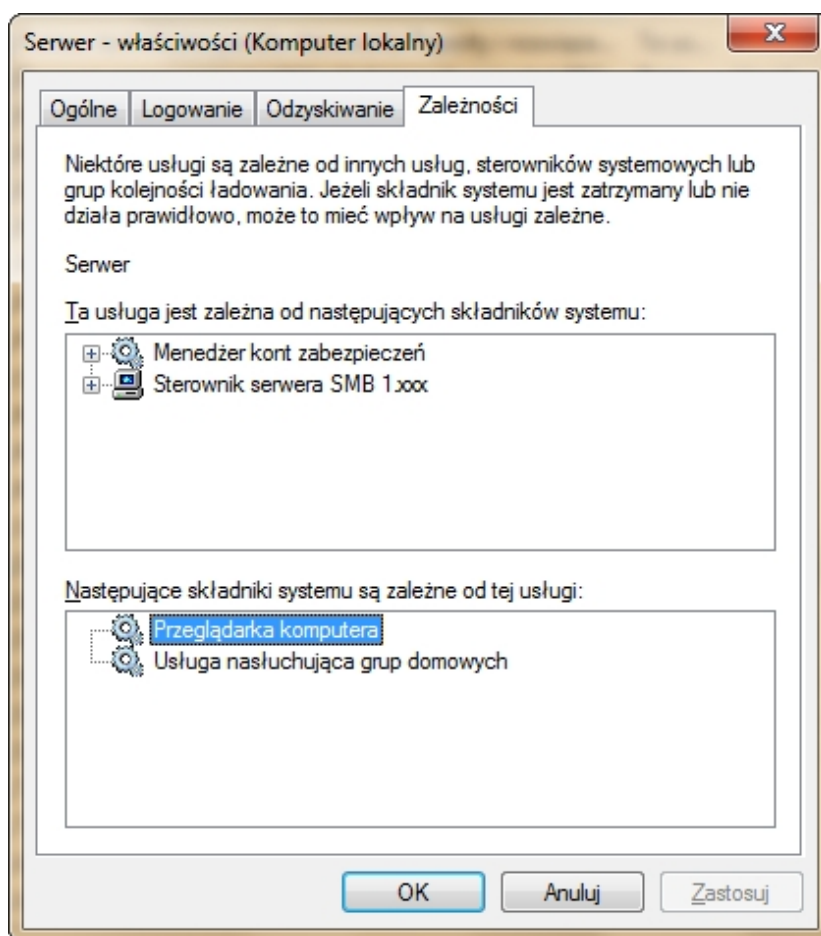 Serwer - właściwości (Komputer lokalny)
Ogólne Logowanie Odzyskiwanie Zależności
Niektóre usługi są zależne od innych usług, sterowników systemowych lub
grup kolejności ładowania. Jeżeli składnik systemu jest zatrzymany lub nie
działa prawidłowo, może to mieć wpływ na usługi zależne.
Serwer
Ta usługa jest zależna od następujących składników systemu:
Menedżer kont zabezpieczeń
Sterownik serwera SMB 1.xxx
Następujące składniki systemu są zależne od tej usługi:
Przeglądarka komputera
Usługa nasłuchująca grup domowych
OK Anuluj Zastosuj